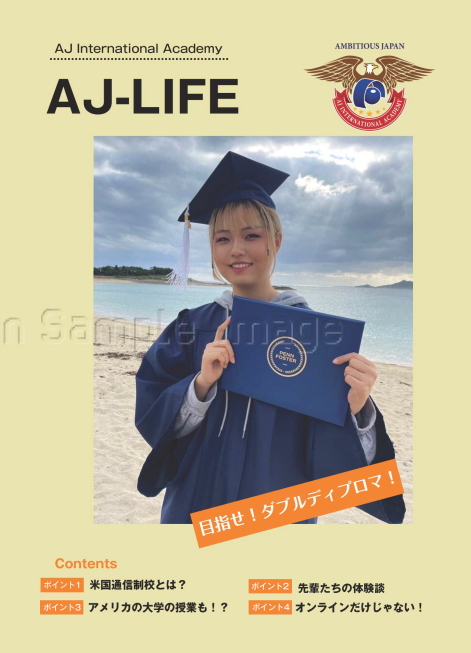 AJ International Academy
AMBITIOUS JAPAN
AJ-LIFE
AJ INTERNATIONAL ACADEMY
n Sample Image
PENN
FOSTER
目指せ！ダブルディプロマ！
Contents
ポイント1 米国通信制校とは？
ポイント2 先輩たちの体験談
ポイント3 アメリカの大学の授業も！？
ポイント4 オンラインだけじゃない！